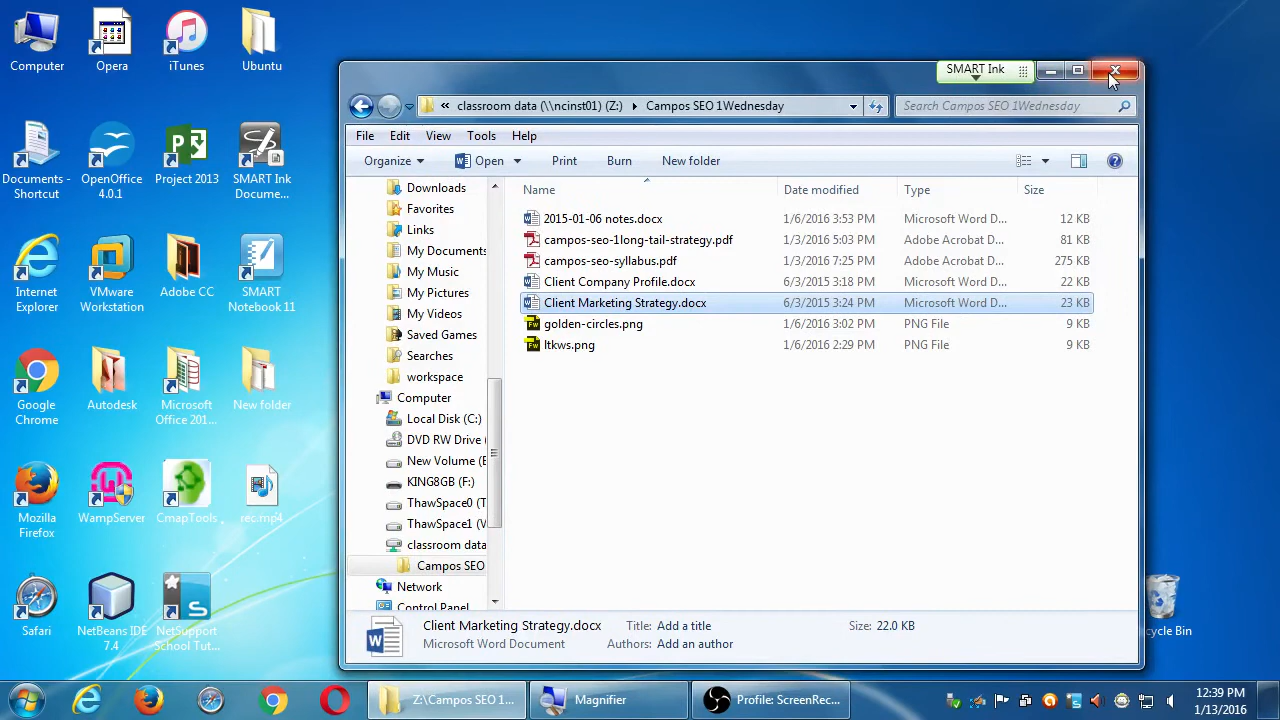 Computer
Opera
iTunes
Ubuntu
Documents -
Shortcut
OpenOffice
4.0.1
Project 2013
SMART Ink
Docume...
Internet
Explorer
VMware
Workstation
Adobe CC
SMART
Notebook 11
Google
Chrome
Autodesk
Microsoft
Office 201...
New folder
Mozilla
Firefox
WampServer
CmapTools
rec.mp4
Safari
NetBeans IDE
7.4
NetSupport
School Tut...
SMART Ink
« classroom data (\\ncinst01) (Z:) Campos SEO 1Wednesday
Search Campos SEO 1Wednesday
File Edit View Tools Help
Organize Open Print Burn New folder
Downloads
Favorites
Links
My Documents
My Music
My Pictures
My Videos
Saved Games
Searches
workspace
Computer
Local Disk (C:)
DVD RW Drive (
New Volume (E
KING8GB (F:)
ThawSpace0 (T
ThawSpace1 (V
classroom data
Campos SEO
Network
Control Panel
Name Date modified Type Size
2015-01-06 notes.docx 1/6/2016 3:53 PM Microsoft Word D... 12 KB
campos-seo-1long-tail-strategy.pdf 1/3/2016 5:03 PM Adobe Acrobat D... 81 KB
campos-seo-syllabus.pdf 1/3/2016 7:25 PM Adobe Acrobat D... 275 KB
Client Company Profile.docx 6/3/2015 3:18 PM Microsoft Word D... 22 KB
Client Marketing Strategy.docx 6/3/2015 3:24 PM Microsoft Word D... 23 KB
golden-circles.png 1/6/2016 3:02 PM PNG File 9 KB
ltkws.png 1/6/2016 2:29 PM PNG File 9 KB
Client Marketing Strategy.docx Title: Add a title Size: 22.0 KB
Microsoft Word Document Authors: Add an author
cycle Bin
Z:\Campos SEO 1...
Magnifier
Profile: ScreenRec...
12:39 PM
1/13/2016